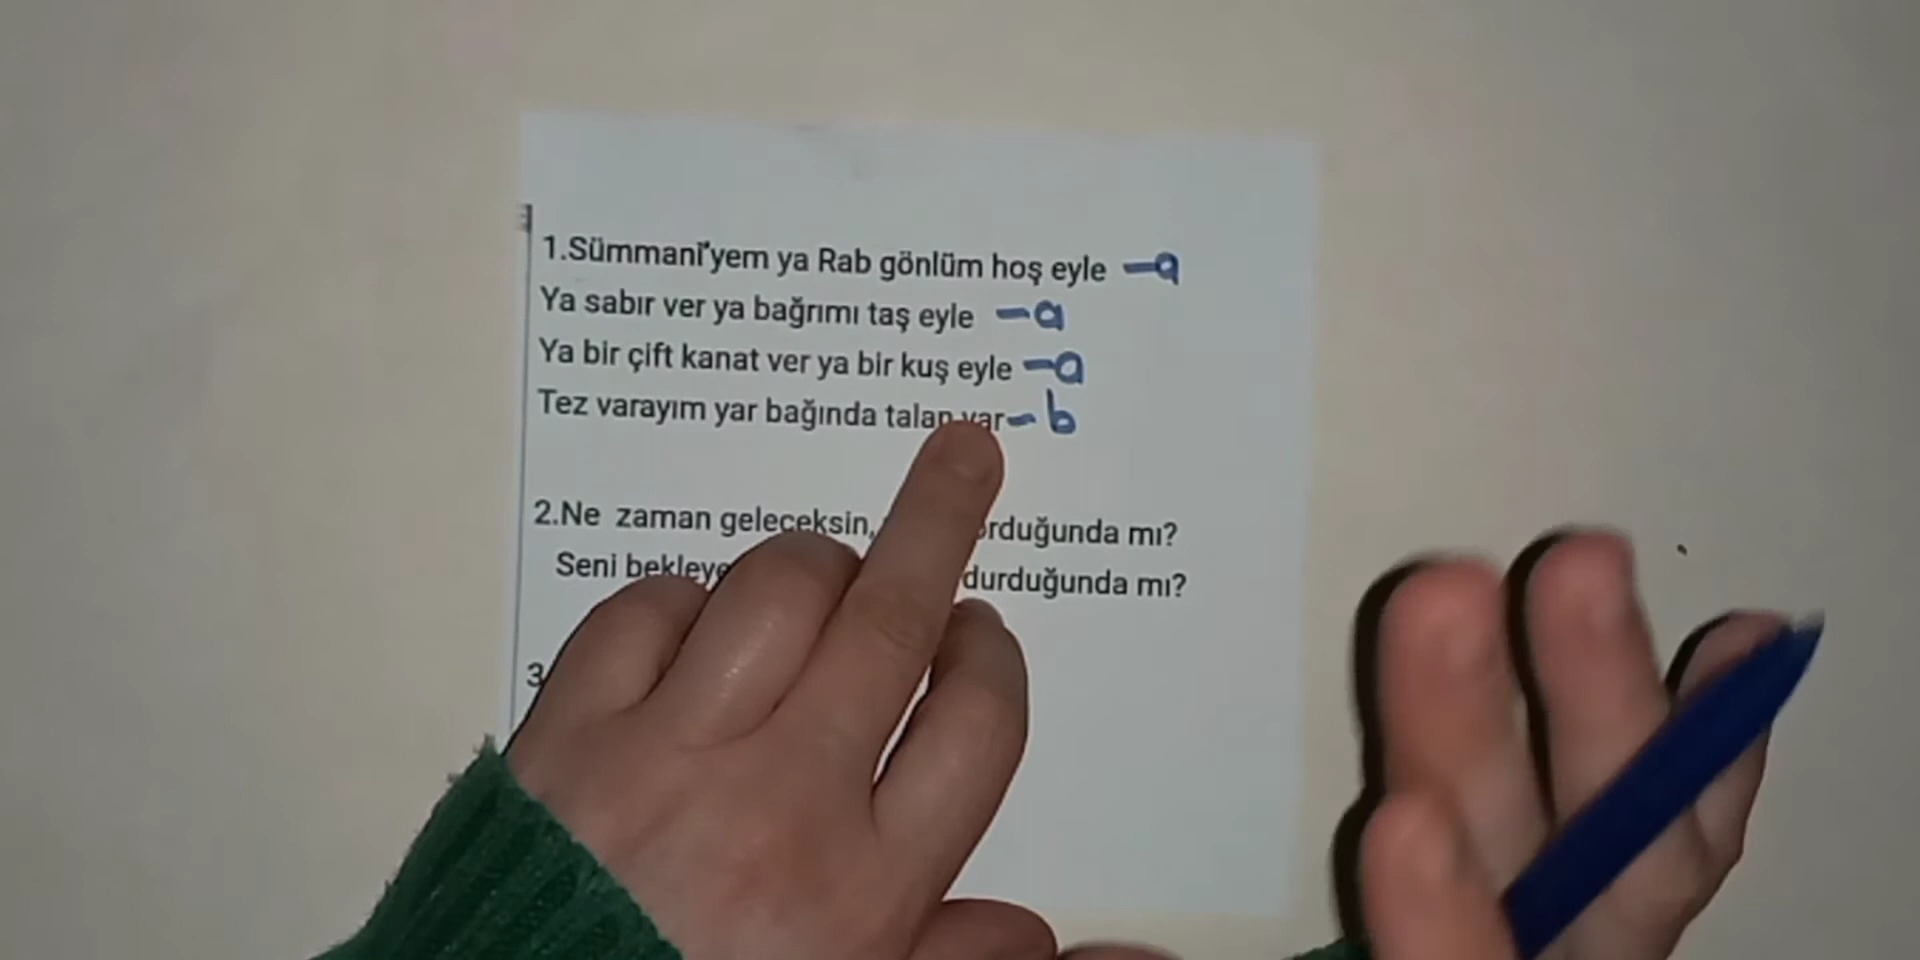 1.Sümmani'yem ya Rab gönlüm hoş eyle -a
Ya sabır ver ya bağrımı taş eyle -a
Ya bir çift kanat ver ya bir kuş eyle -a
Tez varayım yar bağında talan var -b
2.Ne zaman geleceksin, durduğunda mı?
Seni durduğunda mı?
3